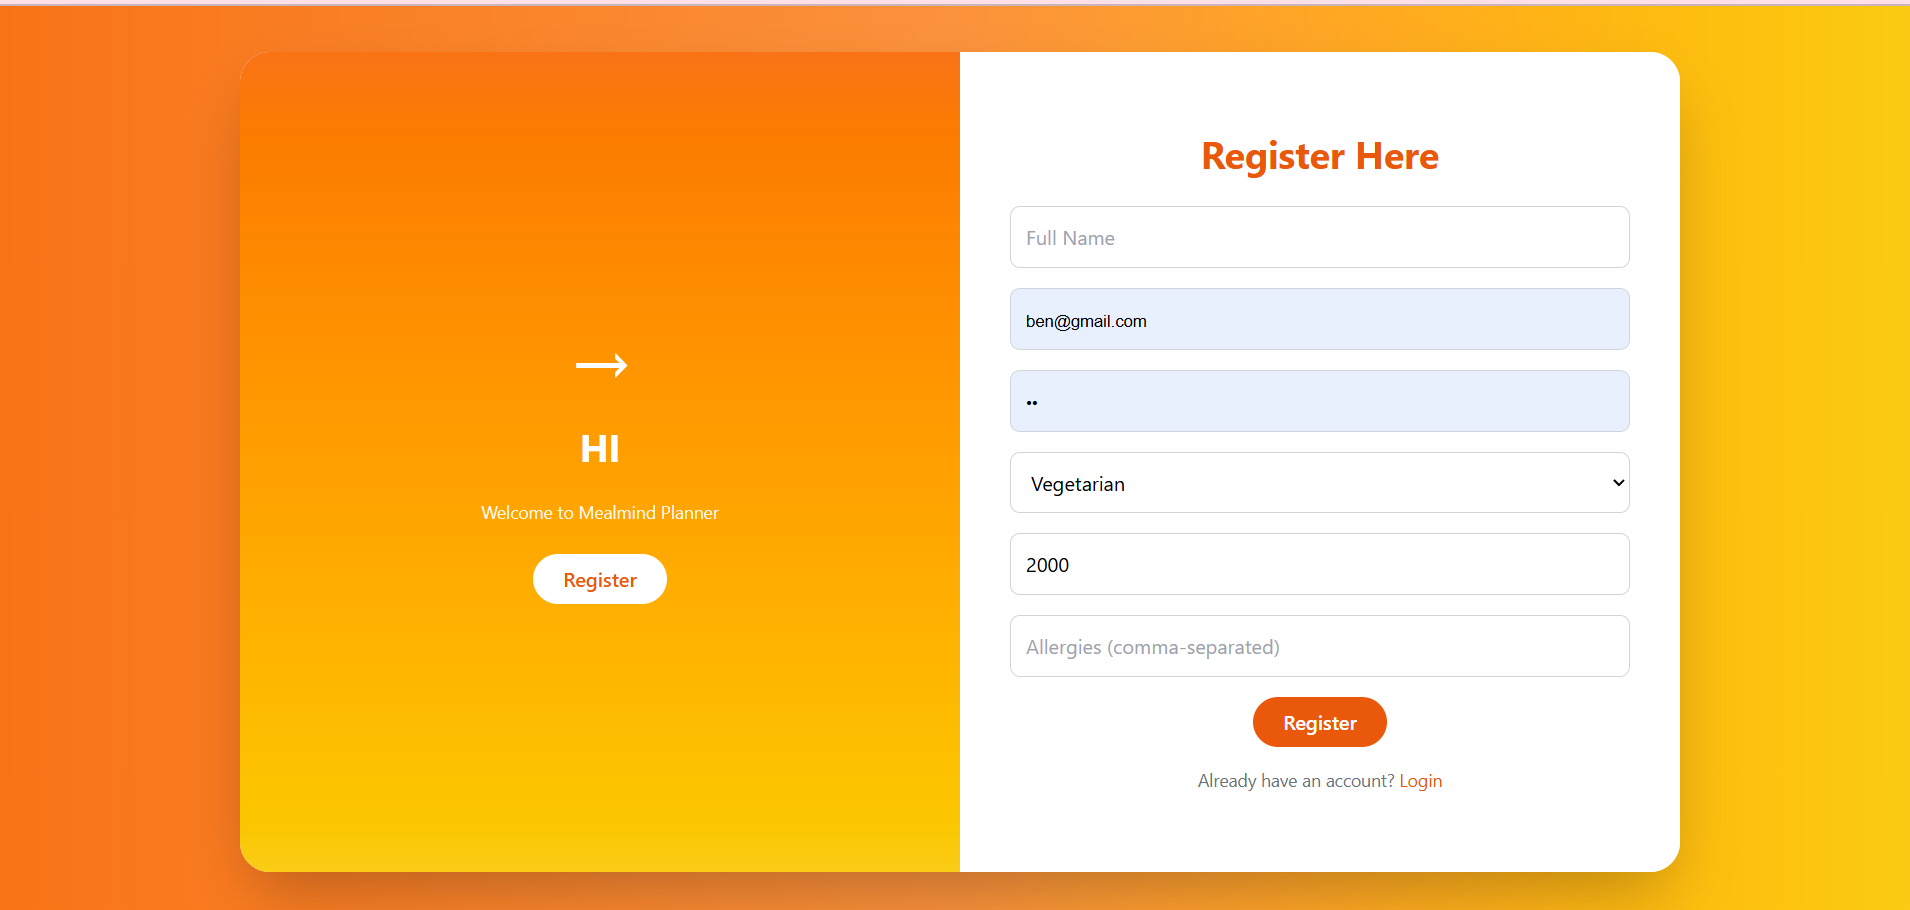 →
HI
Welcome to Mealmind Planner
Register
Register Here
Full Name
ben@gmail.com
••
Vegetarian
2000
Allergies (comma-separated)
Register
Already have an account? Login